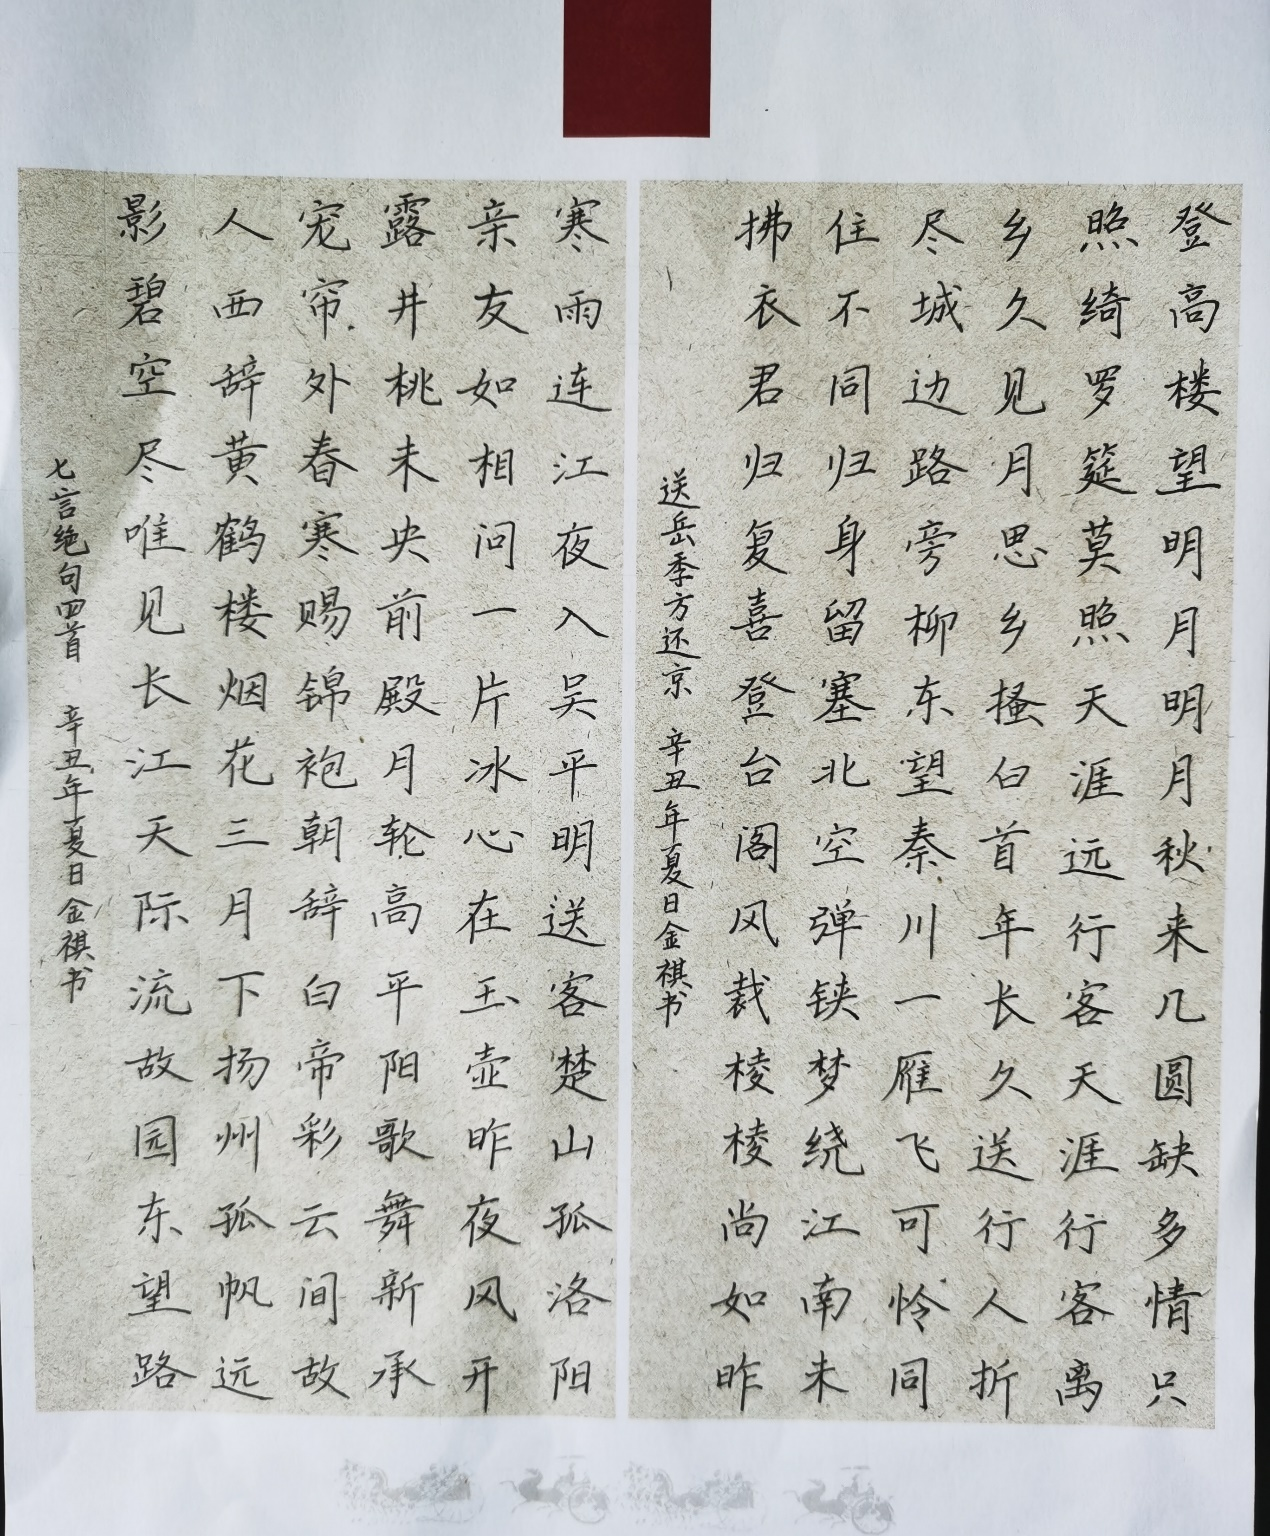 登高楼望明月明月秋来几圆缺多情只
照绮罗筵莫照天涯远行客天涯行客离
乡久见月思乡搔白首年长久送行人折
尽城边路旁柳东望秦川一雁飞可怜同
住不同归身留塞北空弹铗梦绕江南未
拂衣君归复喜登台阁风裁棱棱尚如昨
送岳季方还京 辛丑年夏日金祺书
寒雨连江夜入吴平明送客楚山孤洛阳
亲友如相问一片冰心在玉壶昨夜风开
露井桃未央前殿月轮高平阳歌舞新承
宠帘外春寒赐锦袍朝辞白帝彩云间故
人西辞黄鹤楼烟花三月下扬州孤帆远
影碧空尽唯见长江天际流故园东望路
七言绝句四首 辛丑年夏日金祺书